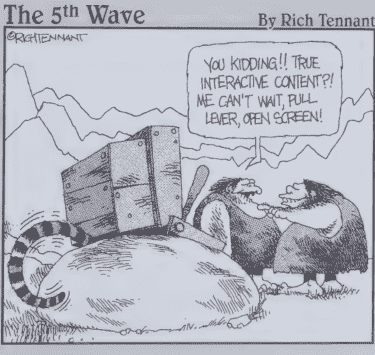 The 5th Wave
By Rich Tennant
©RICHTENNANT
YOU KIDDING!! TRUE
INTERACTIVE CONTENT?!
ME CAN'T WAIT, PULL
LEVER, OPEN SCREEN!